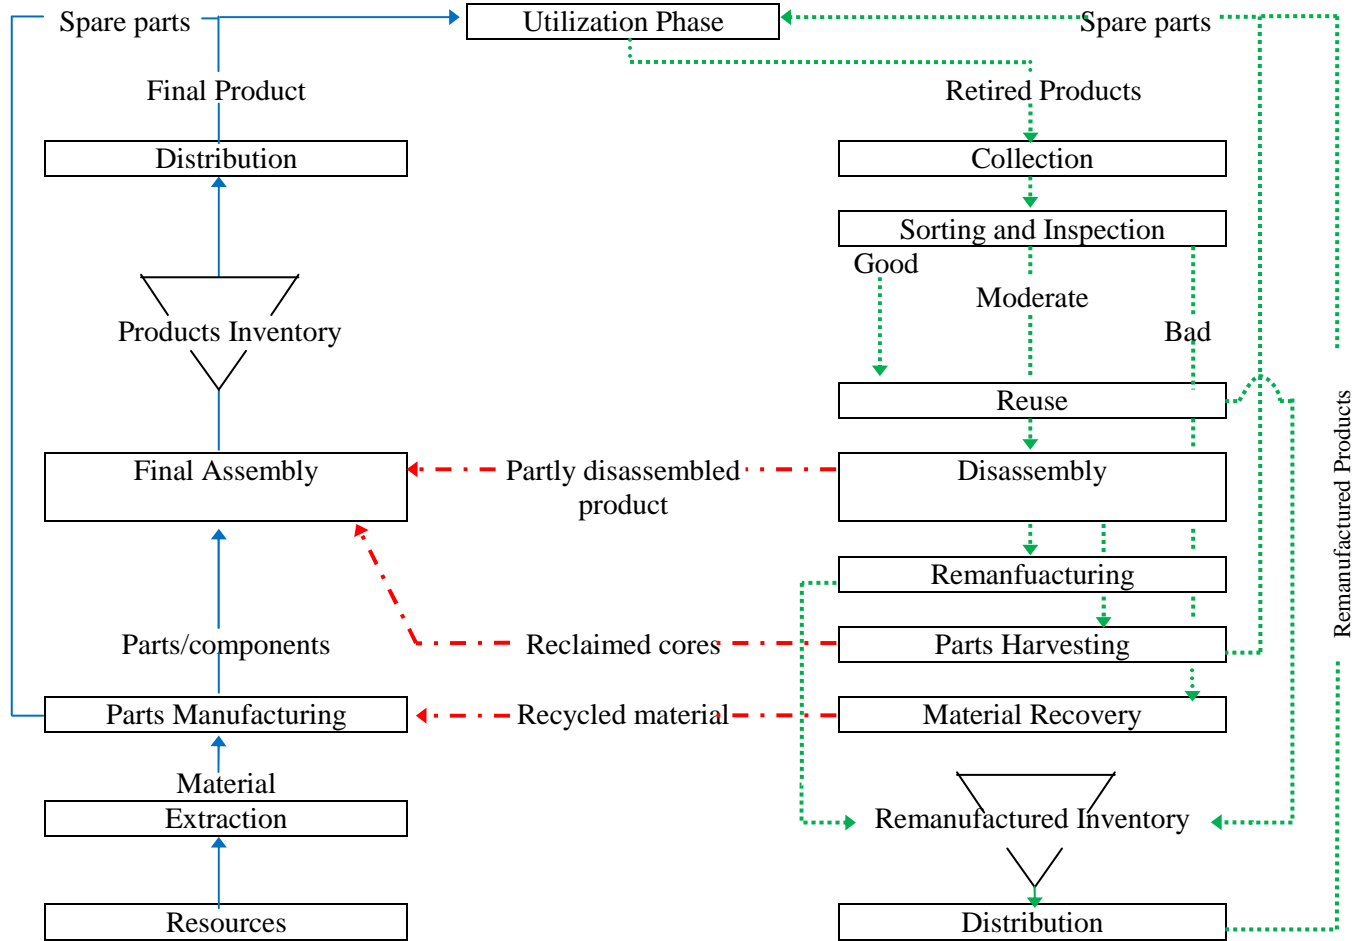 Spare parts
Utilization Phase
Spare parts
Final Product
Retired Products
Distribution
Collection
Sorting and Inspection
Good
Moderate
Products Inventory
Bad
Reuse
Remanufactured Products
Final Assembly
Partly disassembled
product
Disassembly
Remanfuacturing
Parts/components
Reclaimed cores
Parts Harvesting
Parts Manufacturing
Recycled material
Material Recovery
Material
Extraction
Remanufactured Inventory
Resources
Distribution